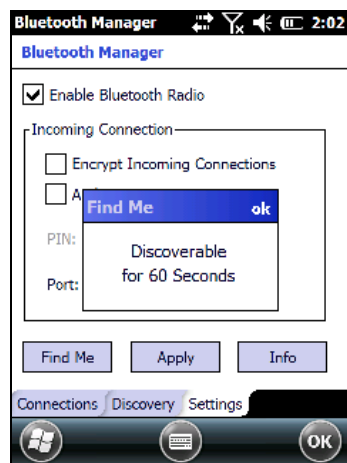 Bluetooth Manager 2:02
Bluetooth Manager
Enable Bluetooth Radio
Incoming Connection
Encrypt Incoming Connections
Find Me ok
PIN:
Discoverable
for 60 Seconds
Port:
Find Me Apply Info
Connections Discovery Settings
OK